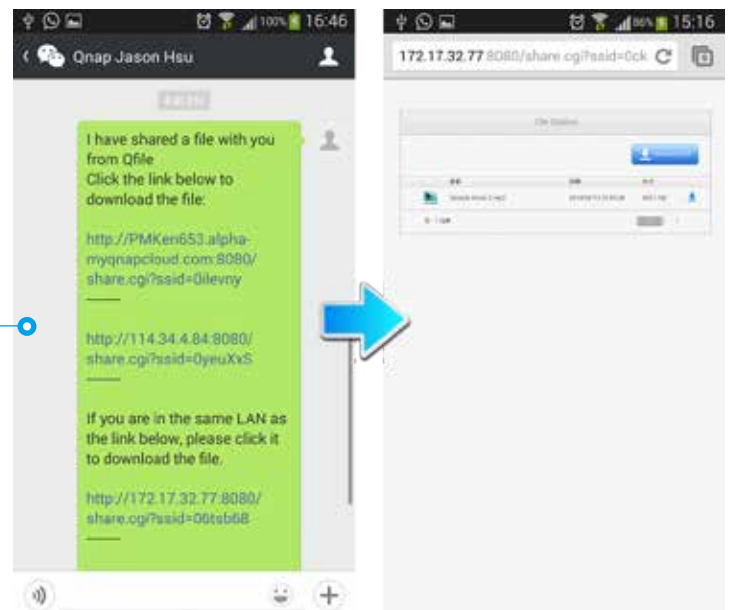 100% 16:46
Qnap Jason Hsu
I have shared a file with you
from Qfile
Click the link below to
download the file:
http://PMKen653.alpha-
myqnapcloud.com:8080/
share.cgi?ssid=0ilevny
http://114.34.4.84:8080/
share.cgi?ssid=0yeuXxS
If you are in the same LAN as
the link below, please click it
to download the file.
http://172.17.32.77:8080/
share.cgi?ssid=06tsb68
86% 15:16
172.17.32.77:8080/share.cgi?ssid=0ck
File Station